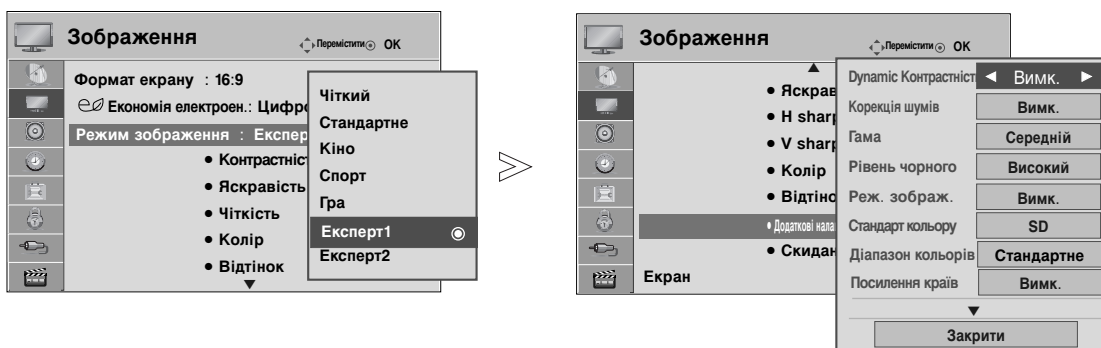 Зображення
Перемістити OK
Формат екрану : 16:9
Економія електроен.: Цифро
Режим зображення : Експер
• Контрастніст
• Яскравість
• Чіткість
• Колір
• Відтінок
Чіткий
Стандартне
Кіно
Спорт
Гра
Експерт1
Експерт2
Зображення
Перемістити OK
• Яскрав
• H sharp
• V sharp
• Колір
• Відтіно
• Додаткові нала
• Скидан
Екран
Dynamic Контрастніст ◄ Вимк. ►
Корекція шумів Вимк.
Гама Середній
Рівень чорного Високий
Реж. зображ. Вимк.
Стандарт кольору SD
Діапазон кольорів Стандартне
Посилення країв Вимк.
Закрити